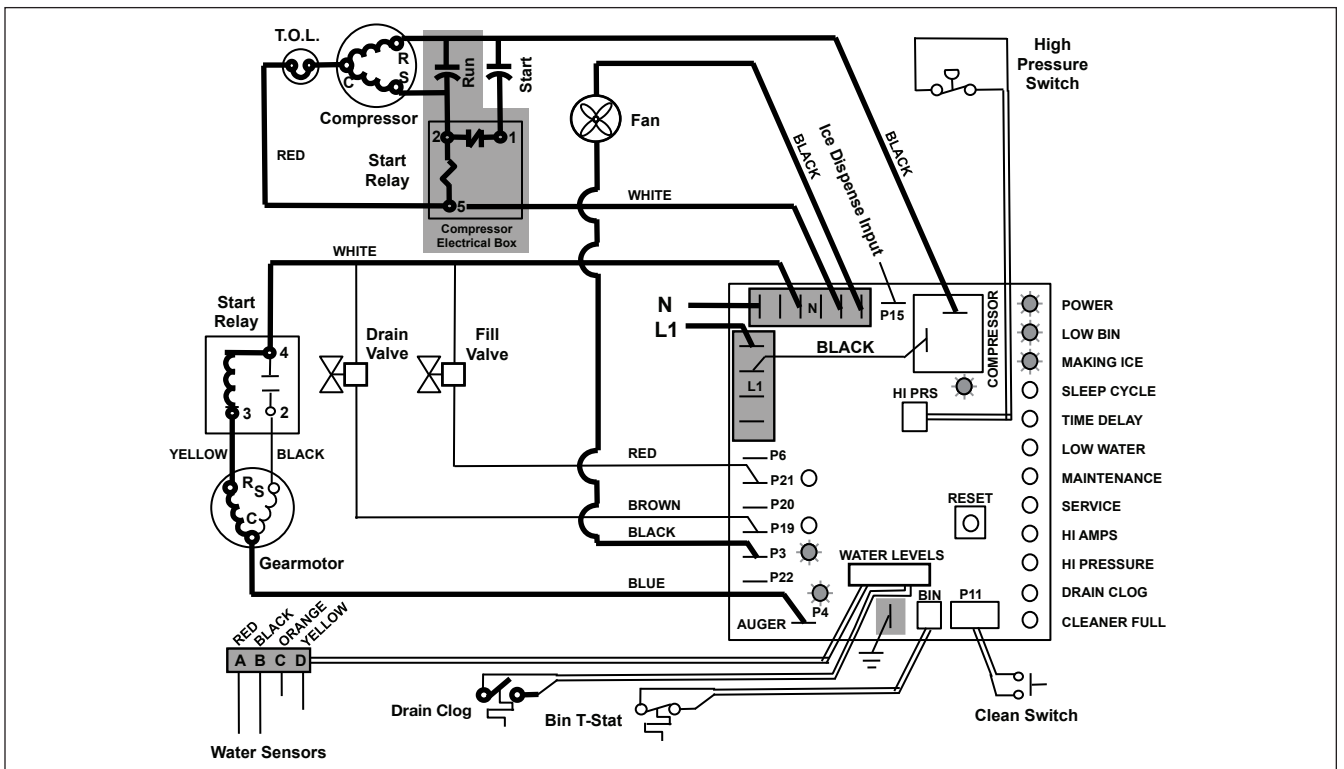 T.O.L.
R
S
C
Compressor
Run
Start
RED
2
1
Start
Relay
5
Compressor
Electrical Box
Fan
WHITE
BLACK
Ice Dispense Input
BLACK
High
Pressure
Switch
WHITE
Start
Relay
4
3
2
YELLOW
BLACK
R
S
C
Gearmotor
Drain
Valve
Fill
Valve
N
L1
N
P15
BLACK
L1
COMPRESSOR
HI PRS
POWER
LOW BIN
MAKING ICE
SLEEP CYCLE
TIME DELAY
LOW WATER
MAINTENANCE
SERVICE
HI AMPS
HI PRESSURE
DRAIN CLOG
CLEANER FULL
RED
P6
P21
BROWN
P20
P19
BLACK
P3
P22
BLUE
P4
AUGER
RESET
WATER LEVELS
BIN
P11
RED
BLACK
ORANGE
YELLOW
A B C D
Water Sensors
Drain Clog
Bin T-Stat
Clean Switch